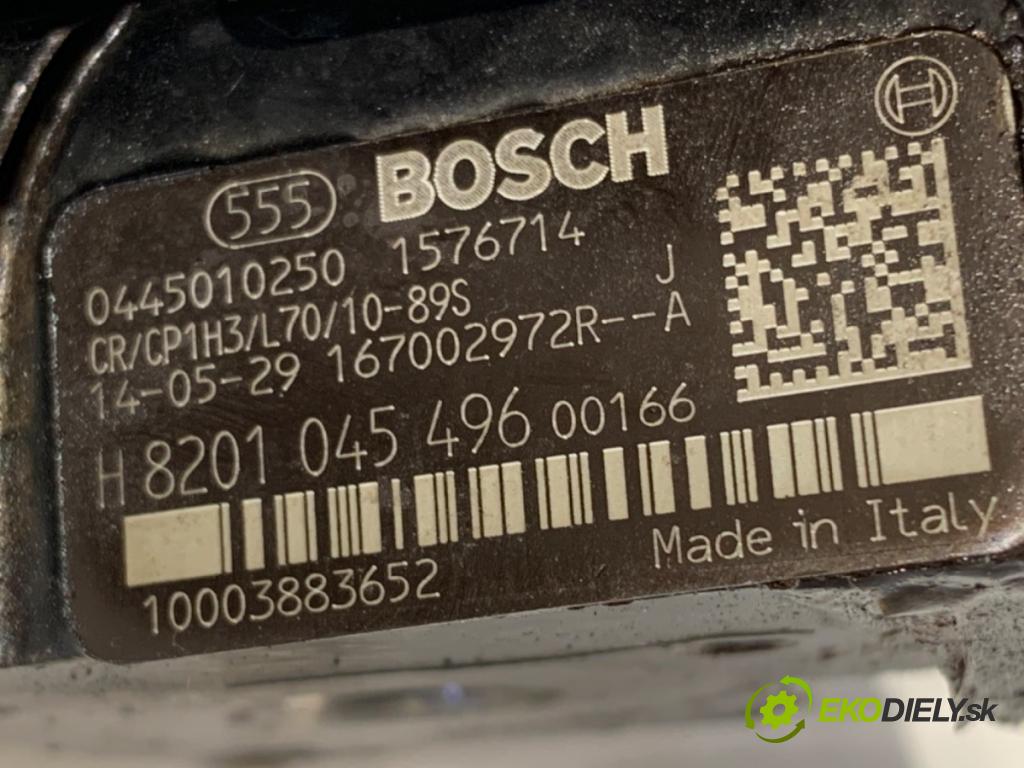 555 BOSCH
0445010250 1576714
CR/CP1H3/L70/10-89S J
14-05-29 167002972R--A
H 8201 045 496 00166
10003883652 Made in Italy
EKODIELY.sk